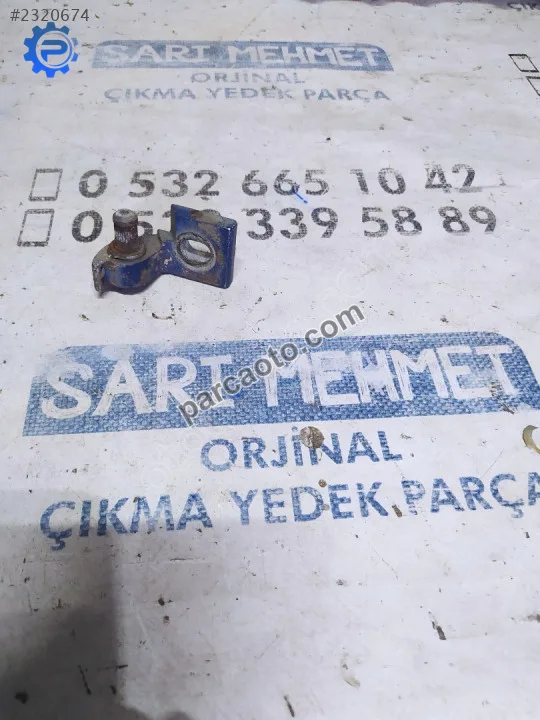 #2320674
SARI MEHMET
ORJİNAL
ÇIKMA YEDEK PARÇA
0 532 665 10 42
339 58 89
parcaoto.com
SARI MEHMET
ORJİNAL
ÇIKMA YEDEK PARÇA